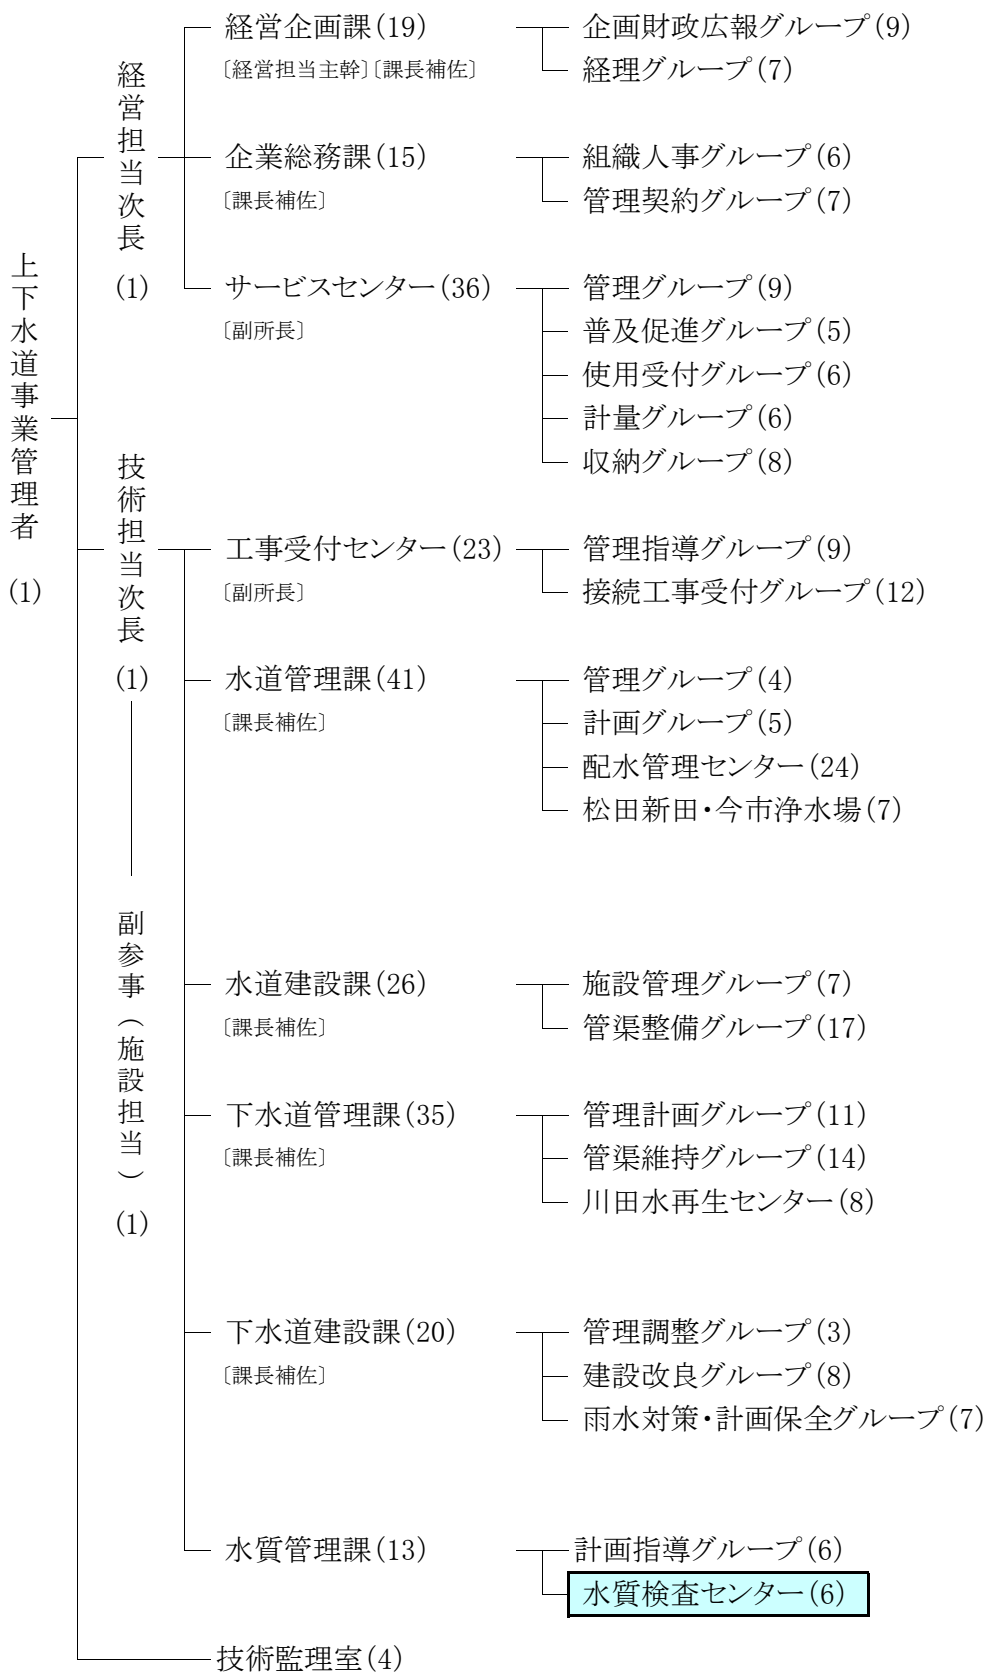 上下水道事業管理者
(1)
経営担当次長
(1)
経営企画課(19)
〔経営担当主幹〕〔課長補佐〕
企画財政広報グループ(9)
経理グループ(7)
企業総務課(15)
〔課長補佐〕
組織人事グループ(6)
管理契約グループ(7)
サービスセンター(36)
〔副所長〕
管理グループ(9)
普及促進グループ(5)
使用受付グループ(6)
計量グループ(6)
収納グループ(8)
技術担当次長
(1)
副参事(施設担当)
(1)
工事受付センター(23)
〔副所長〕
管理指導グループ(9)
接続工事受付グループ(12)
水道管理課(41)
〔課長補佐〕
管理グループ(4)
計画グループ(5)
配水管理センター(24)
松田新田・今市浄水場(7)
水道建設課(26)
〔課長補佐〕
施設管理グループ(7)
管渠整備グループ(17)
下水道管理課(35)
〔課長補佐〕
管理計画グループ(11)
管渠維持グループ(14)
川田水再生センター(8)
下水道建設課(20)
〔課長補佐〕
管理調整グループ(3)
建設改良グループ(8)
雨水対策・計画保全グループ(7)
水質管理課(13)
計画指導グループ(6)
水質検査センター(6)
技術監理室(4)